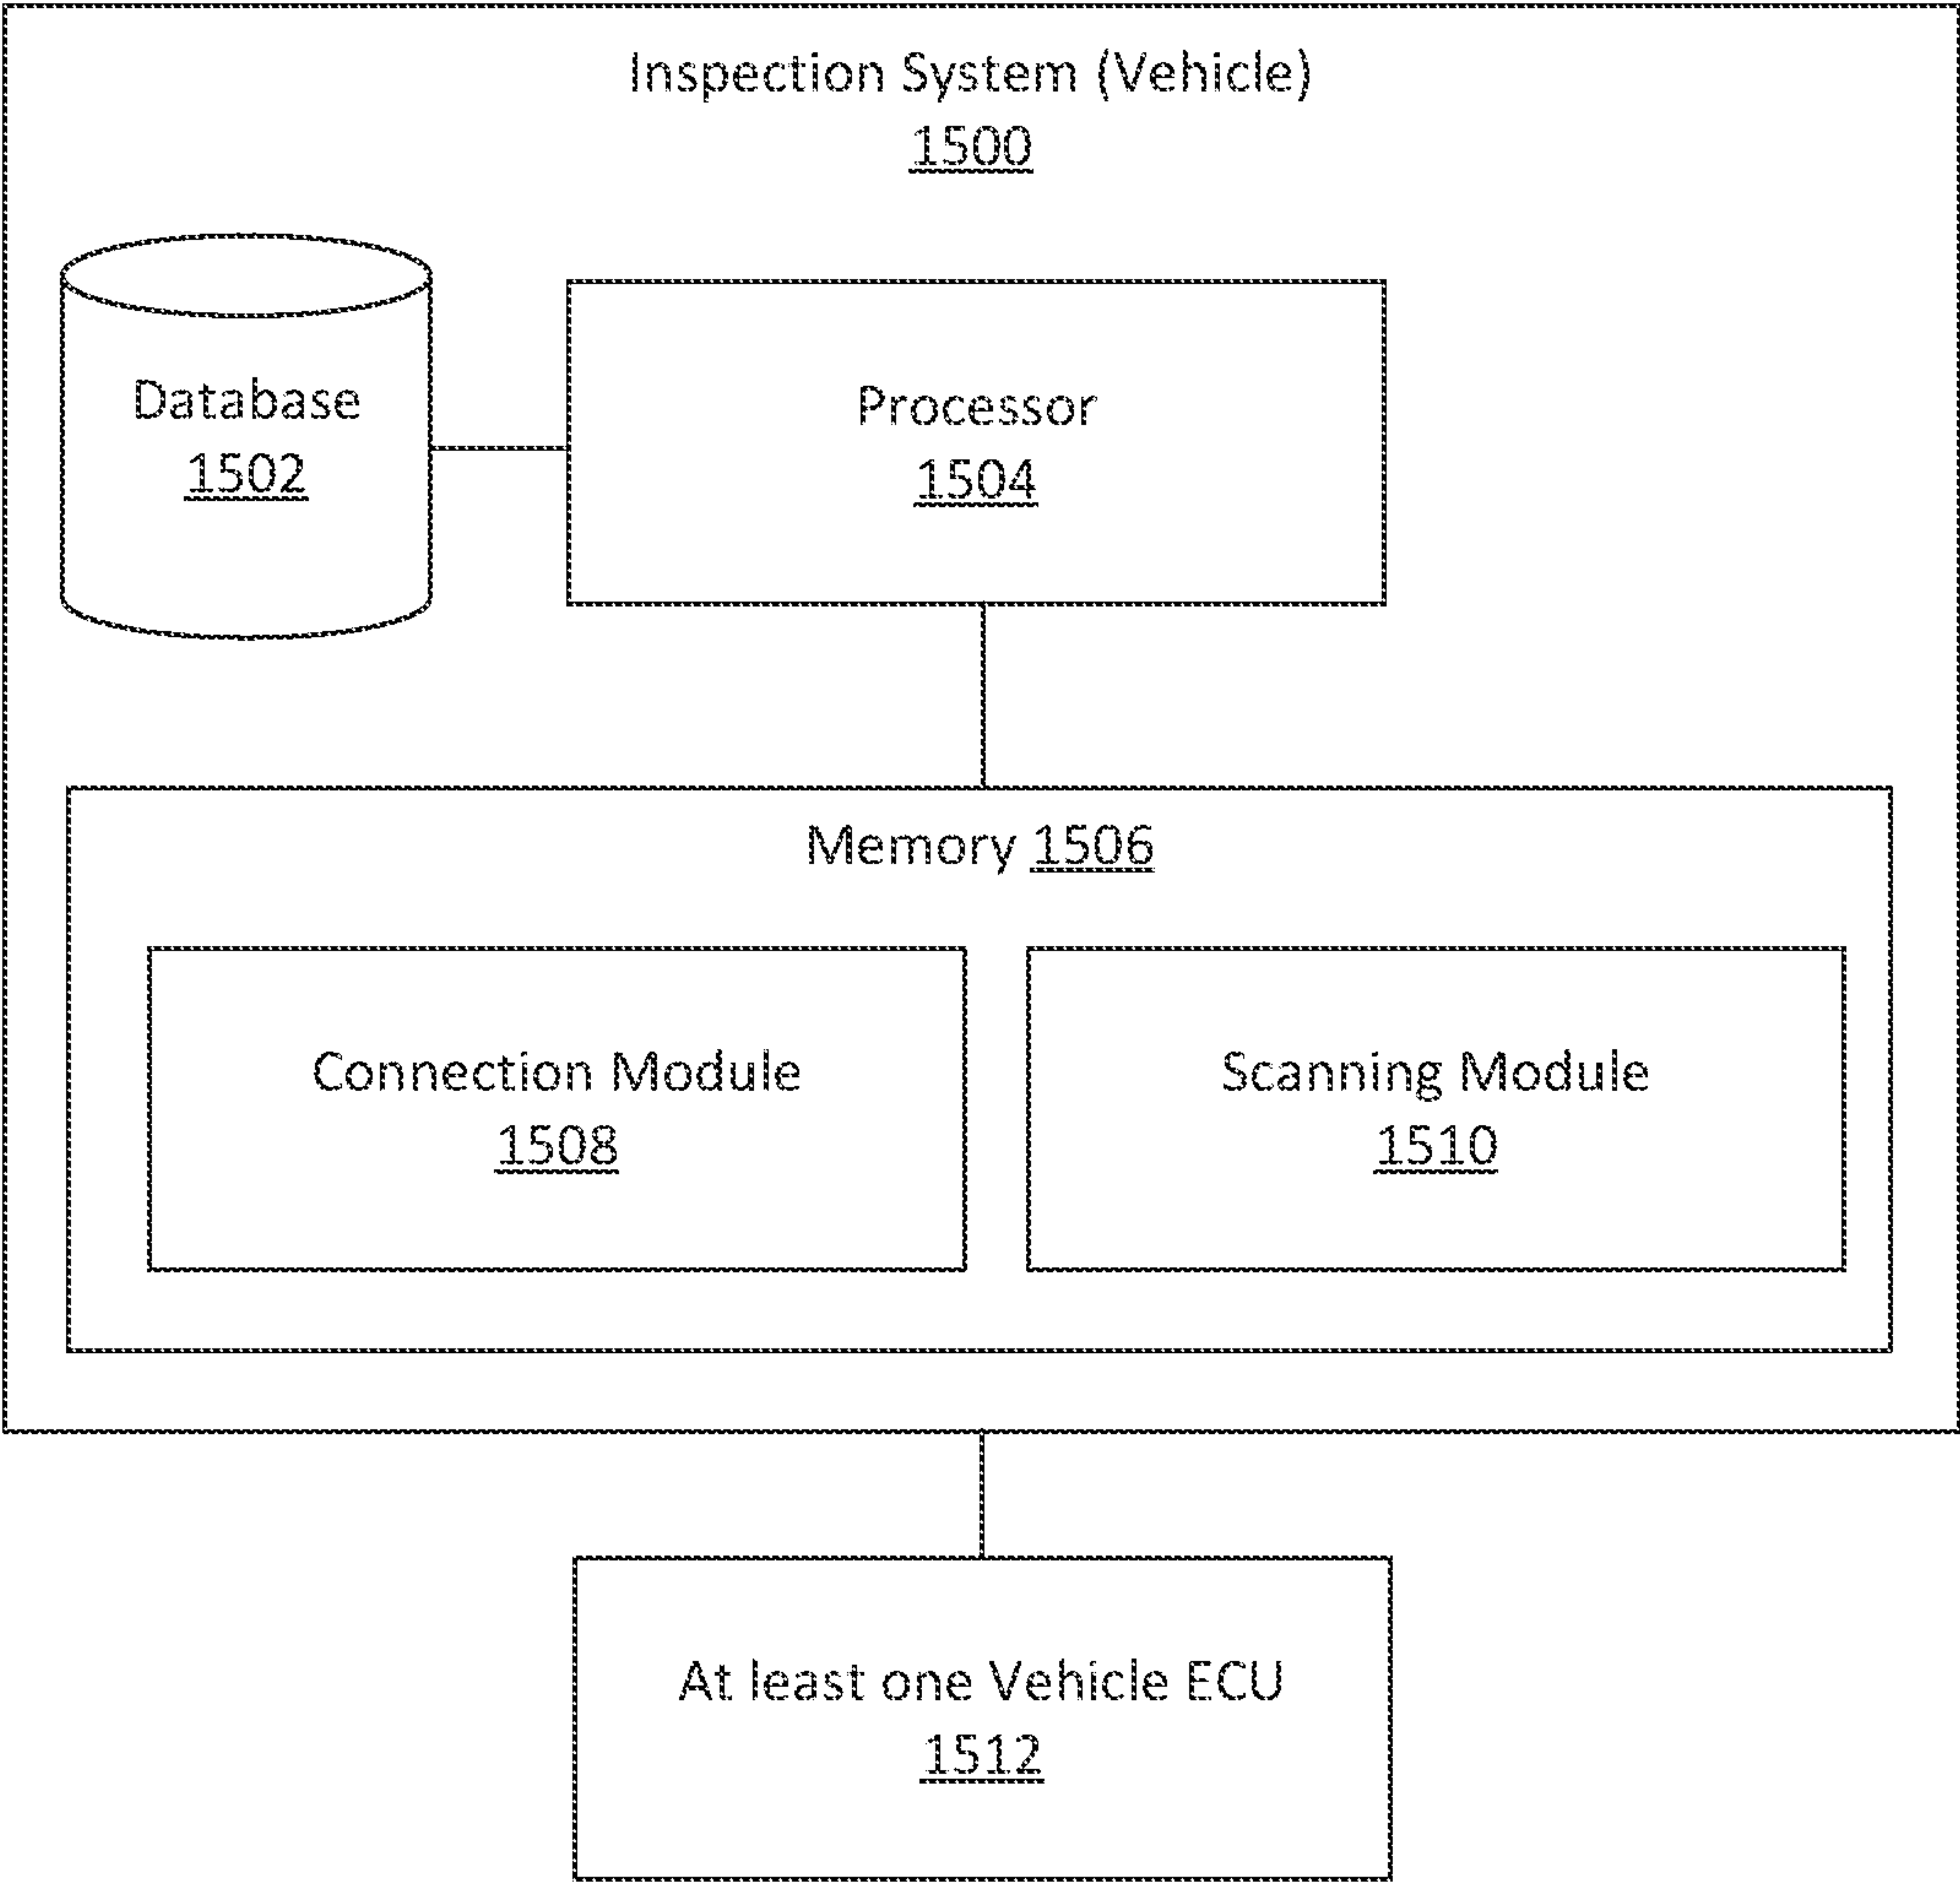 Inspection System (Vehicle)
1500
Database
1502
Processor
1504
Memory 1506
Connection Module
1508
Scanning Module
1510
At least one Vehicle ECU
1512